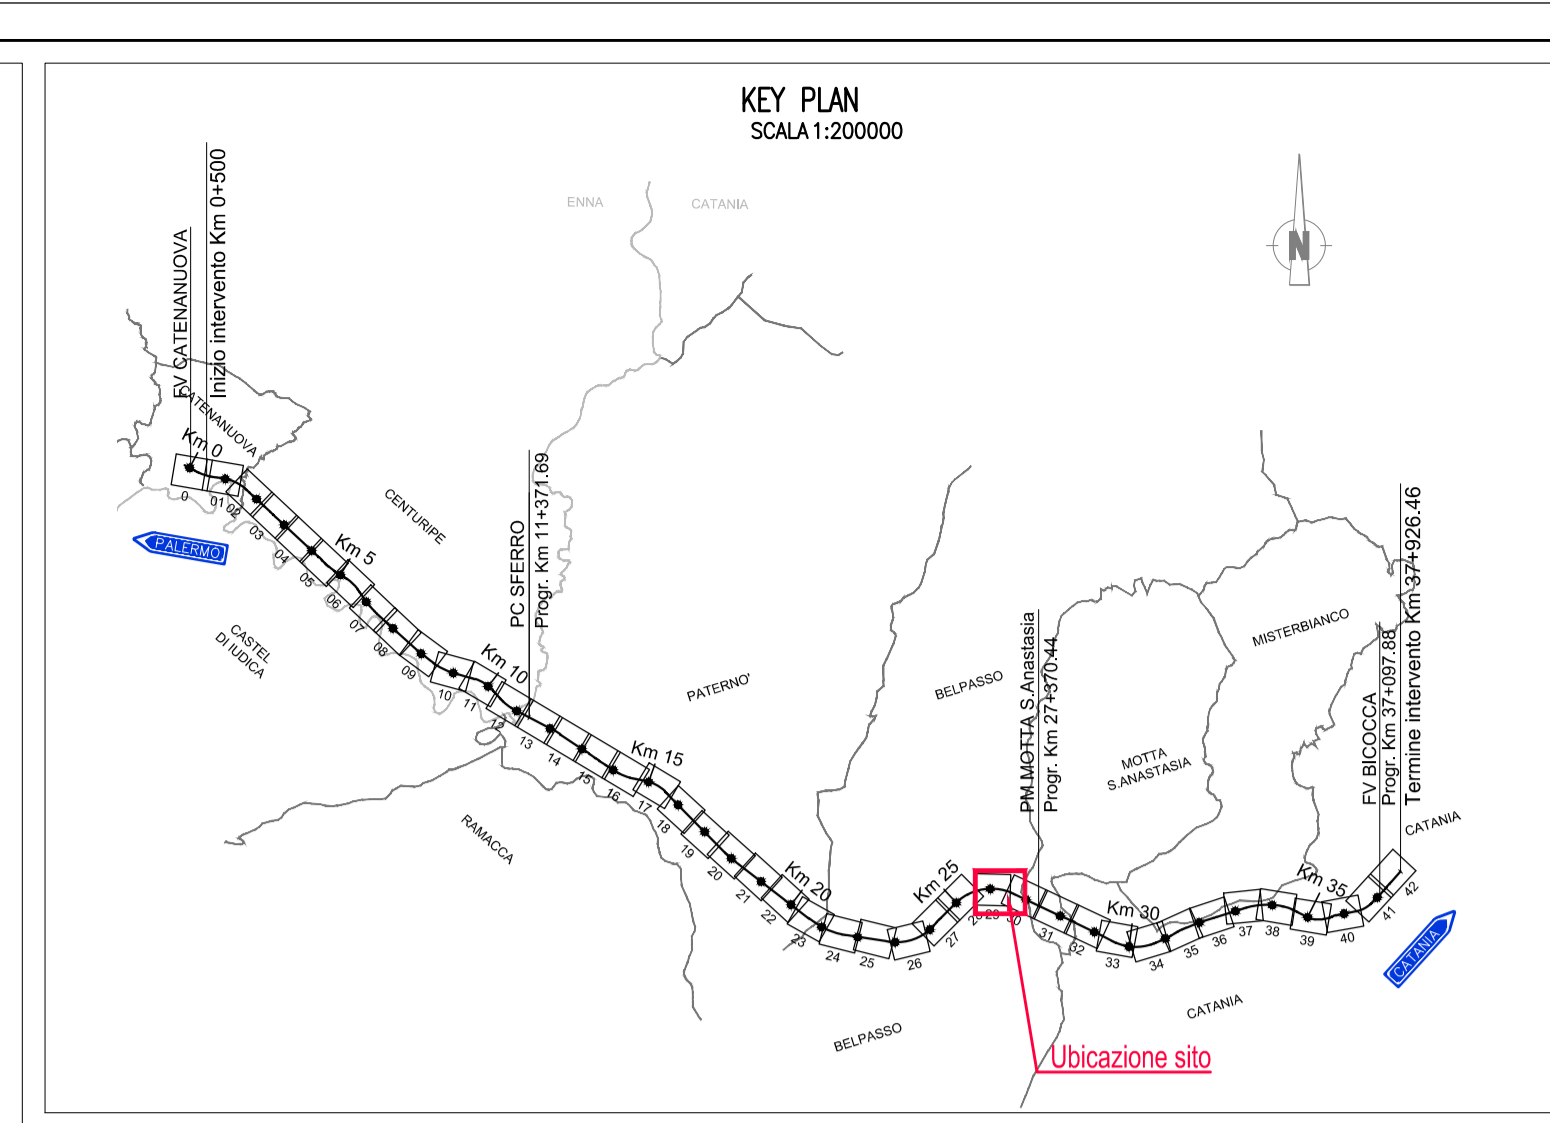 KEY PLAN
SCALA 1:200000
ENNA
CATANIA
N
FV CATENANUOVA
Inizio intervento Km 0+500
CATENANUOVA
Km 0
PALERMO
CENTURIPE
Km 5
CASTEL
DI IUDICA
PC SFERRO
Progr. Km 11+371.69
Km 10
Km 15
PATERNO'
RAMACCA
Km 20
BELPASSO
Km 25
PM MOTTA S.Anastasia
Progr. Km 27+370.44
MOTTA
S.ANASTASIA
MISTERBIANCO
Km 30
Km 35
FV BICOCCA
Progr. Km 37+097.88
Termine intervento Km 37+926.46
CATANIA
CATANIA
CATANIA
BELPASSO
Ubicazione sito
0
01
02
03
04
05
06
07
08
09
10
11
12
13
14
15
16
17
18
19
20
21
22
23
24
25
26
27
28
29
30
31
32
33
34
35
36
37
38
39
40
41
42